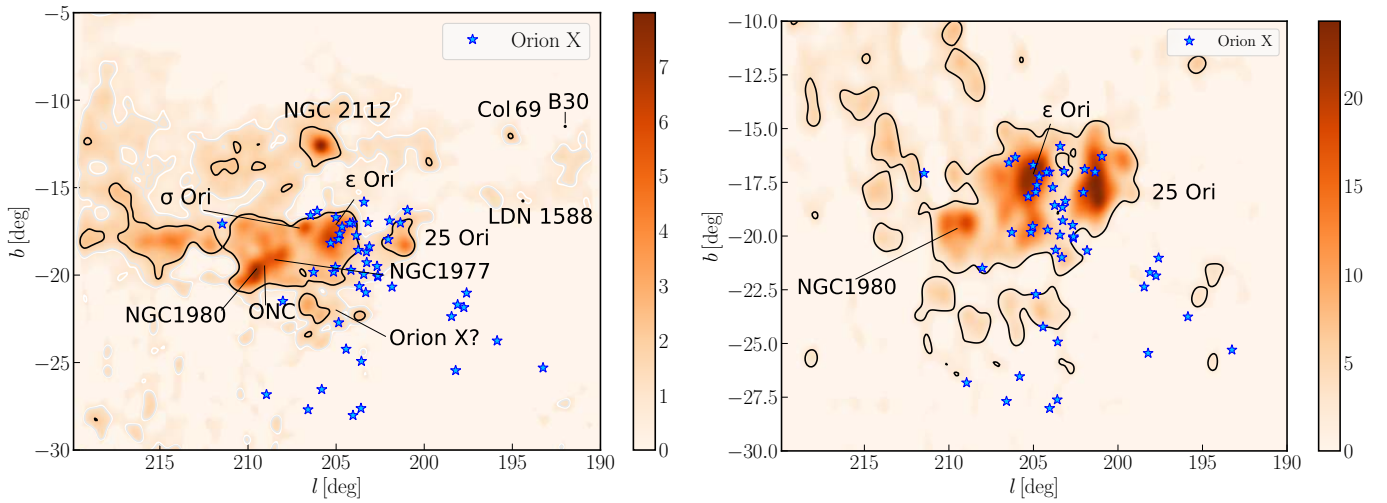 −5
−10
−15
−20
−25
−30
b [deg]
215
210
205
200
195
190
l [deg]
Orion X
NGC 2112
Col 69
B30
σ Ori
ε Ori
LDN 1588
25 Ori
NGC1977
NGC1980
ONC
Orion X?
7
6
5
4
3
2
1
0
−10.0
−12.5
−15.0
−17.5
−20.0
−22.5
−25.0
−27.5
−30.0
b [deg]
215
210
205
200
195
190
l [deg]
Orion X
ε Ori
25 Ori
NGC1980
20
15
10
5
0